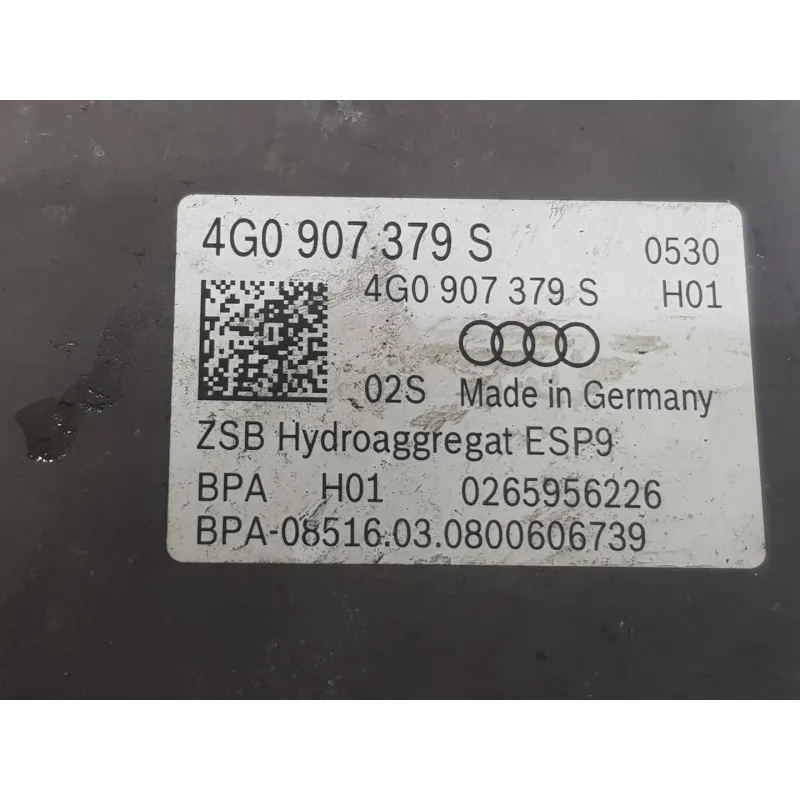 4G0 907 379 S 0530
4G0 907 379 S H01
02S Made in Germany
ZSB Hydroaggregat ESP9
BPA H01 0265956226
BPA-08516.03.0800606739